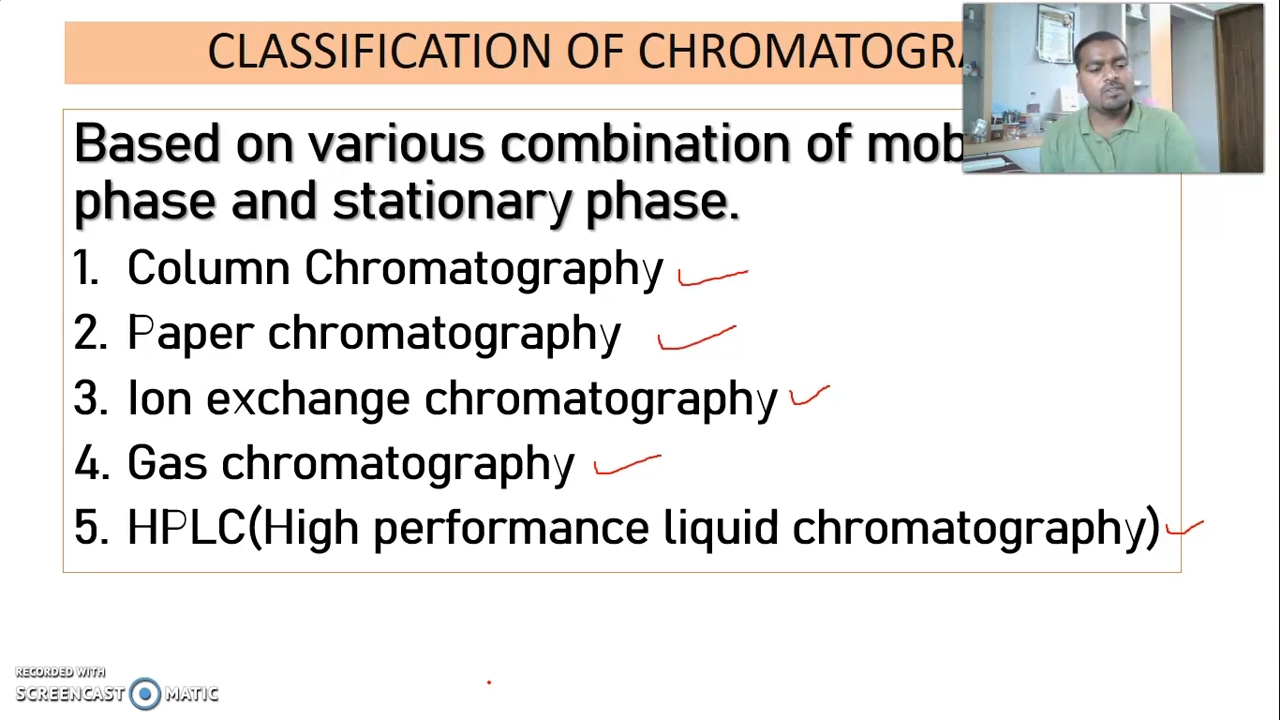 CLASSIFICATION OF CHROMATOGRA
Based on various combination of mob
phase and stationary phase.
1. Column Chromatography
2. Paper chromatography
3. Ion exchange chromatography
4. Gas chromatography
5. HPLC(High performance liquid chromatography)
RECORDED WITH
SCREENCAST MATIC